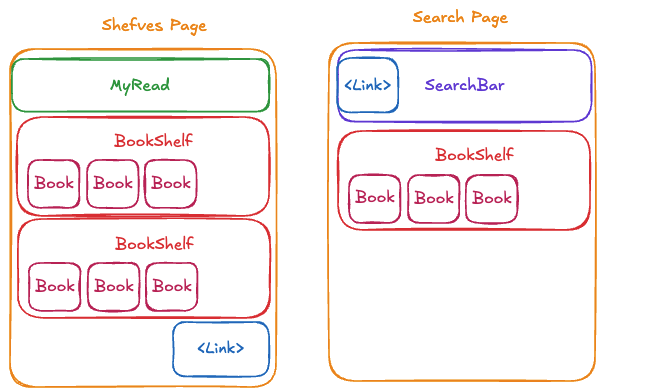 Shefves Page
MyRead
BookShelf
Book Book Book
BookShelf
Book Book Book
<Link>
Search Page
<Link> SearchBar
BookShelf
Book Book Book